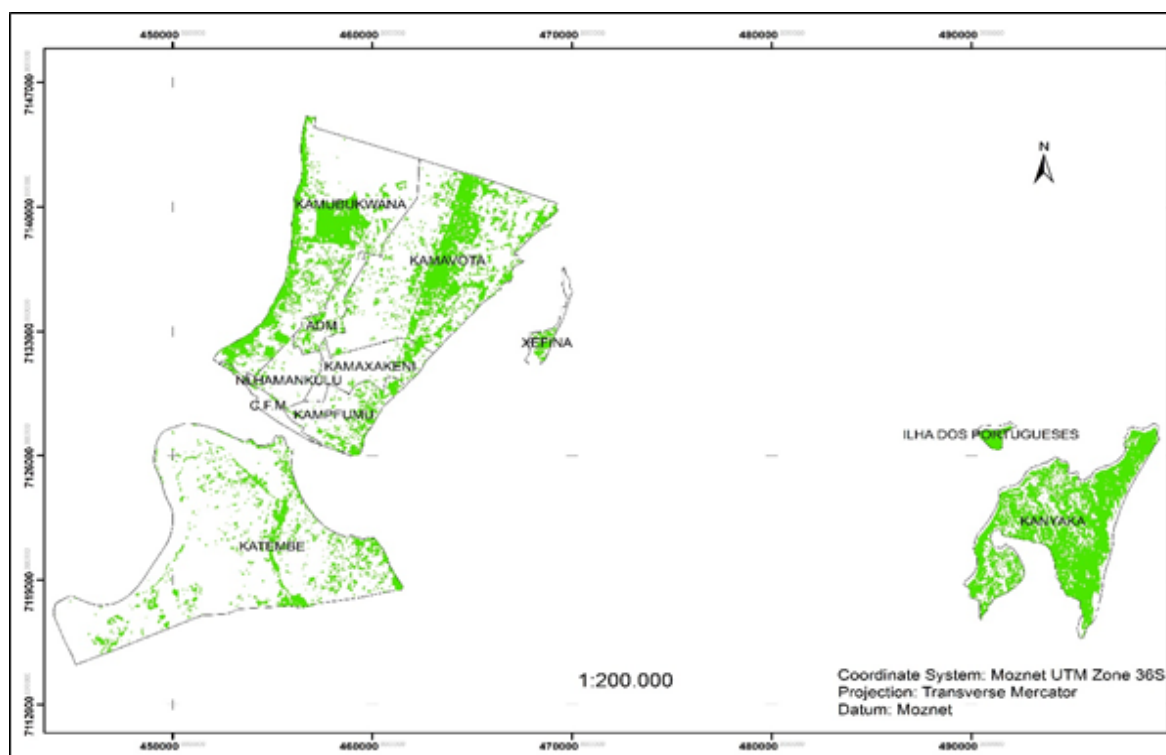 450000 460000 470000 480000 490000
N
7147000
7140000
7133000
7126000
7119000
7112000
KAMUBUKWANA
KAMAVOTA
ADM
XEFINA
KAMAXAKENI
NLHAMANKULU
C.F.M
KAMPFUMU
ILHA DOS PORTUGUESES
KANYAKA
KATEMBE
1:200.000
Coordinate System: Moznet UTM Zone 36S
Projection: Transverse Mercator
Datum: Moznet
450000 460000 470000 480000 490000